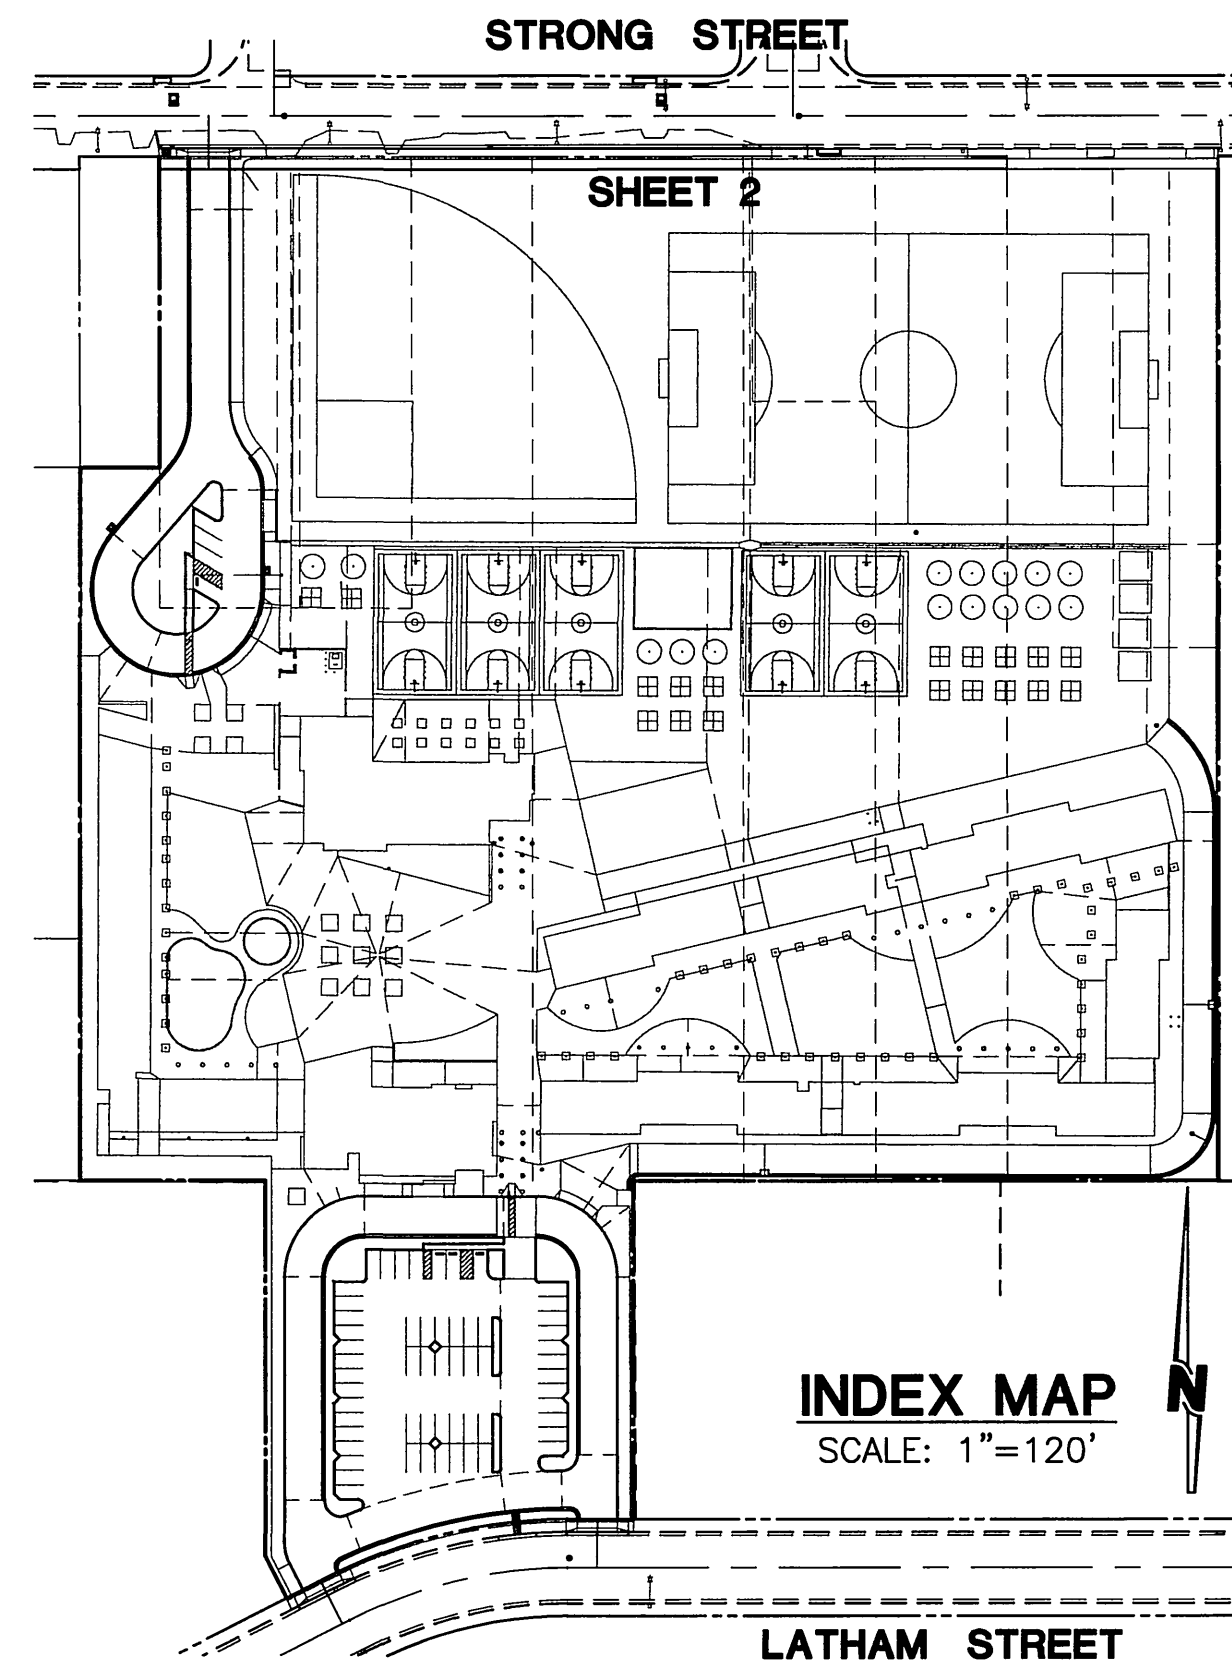 STRONG STREET
SHEET 2
INDEX MAP
N
SCALE: 1"=120'
LATHAM STREET